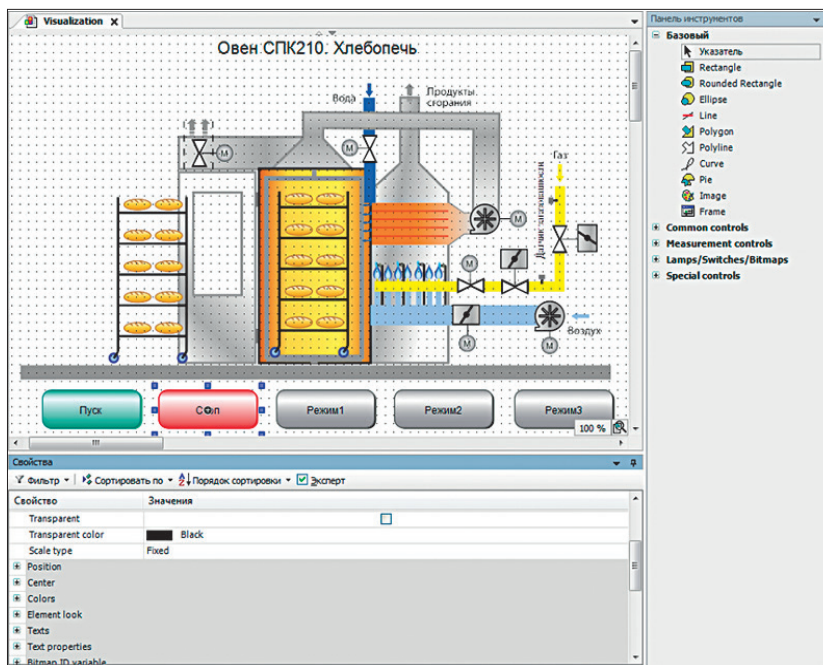 Visualization
Овен СПК210. Хлебопечь
Вода
Продукты
сгорания
Газ
Датчик загазованности
M
M
M
M
M
M
Воздух
Пуск
Стоп
Режим1
Режим2
Режим3
100 %
Панель инструментов
Базовый
Указатель
Rectangle
Rounded Rectangle
Ellipse
Line
Polygon
Polyline
Curve
Pie
Image
Frame
Common controls
Measurement controls
Lamps/Switches/Bitmaps
Special controls
Свойства
Фильтр
Сортировать по
Порядок сортировки
Эксперт
Свойство Значения
Transparent
Transparent color Black
Scale type Fixed
Position
Center
Colors
Element look
Texts
Text properties
Bitmap ID variable